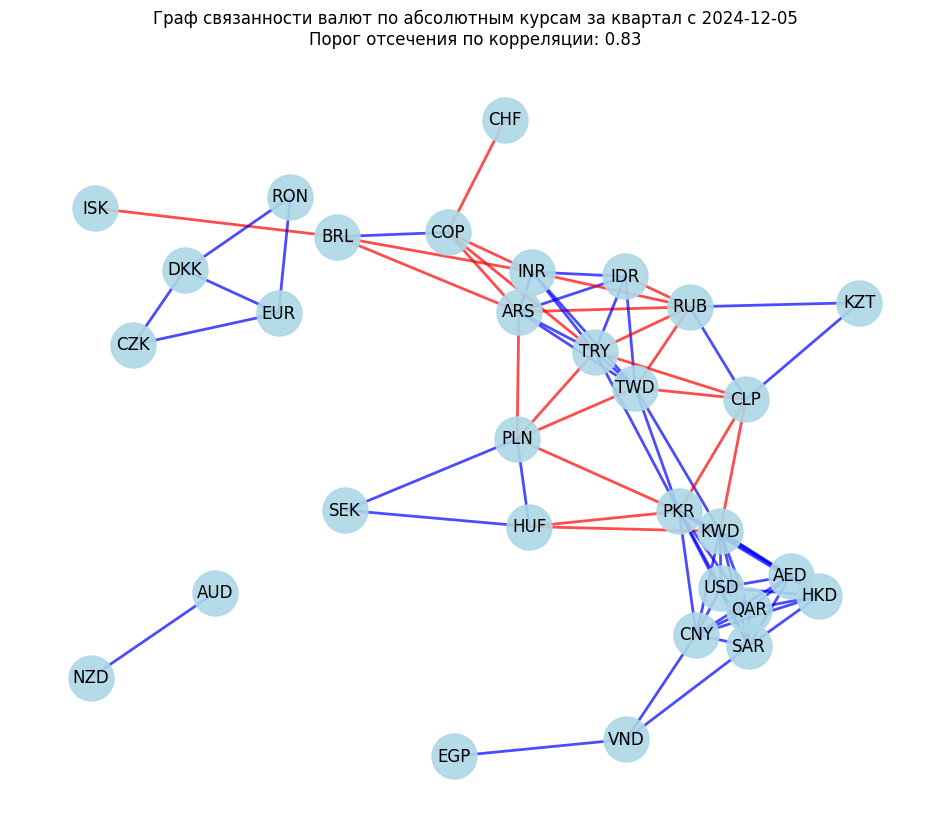 Граф связанности валют по абсолютным курсам за квартал с 2024-12-05
Порог отсечения по корреляции: 0.83
CHF
RON
ISK
COP
BRL
DKK
INR
IDR
KZT
RUB
ARS
EUR
CZK
TRY
TWD
CLP
PLN
SEK
PKR
HUF
KWD
AED
USD
AUD
HKD
QAR
CNY
SAR
NZD
VND
EGP